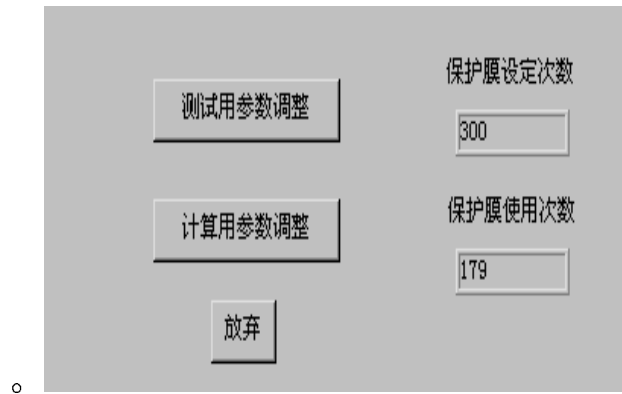 保护膜设定次数
测试用参数调整
300
保护膜使用次数
计算用参数调整
179
放弃
。